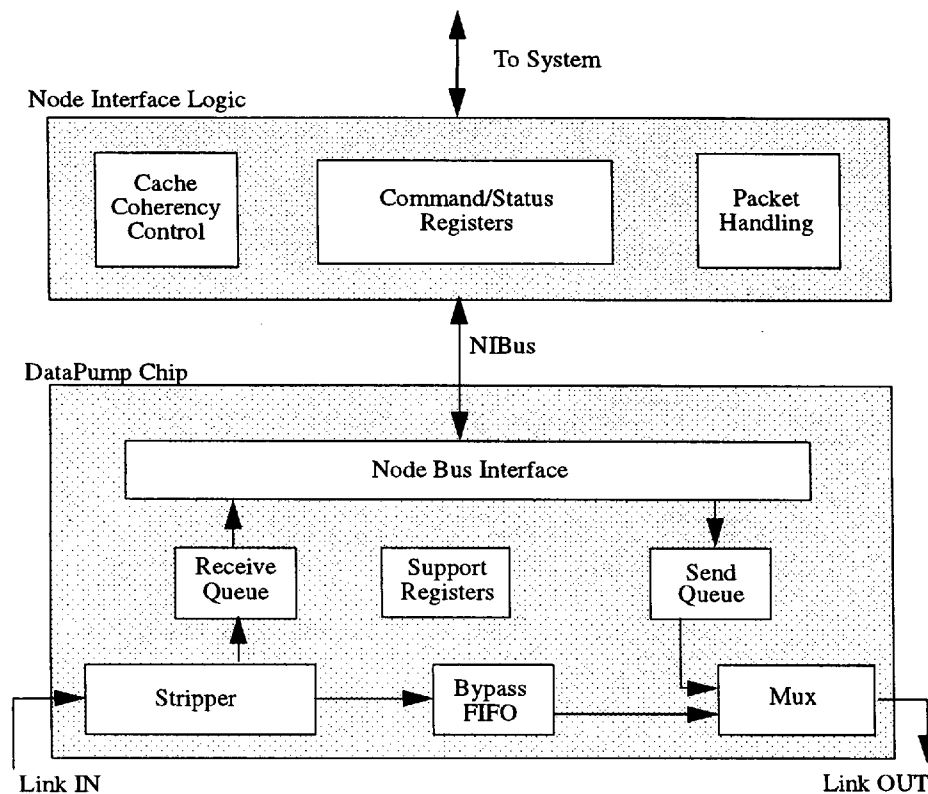 To System
Node Interface Logic
Cache
Coherency
Control
Command/Status
Registers
Packet
Handling
NIBus
DataPump Chip
Node Bus Interface
Receive
Queue
Support
Registers
Send
Queue
Stripper
Bypass
FIFO
Mux
Link IN
Link OUT